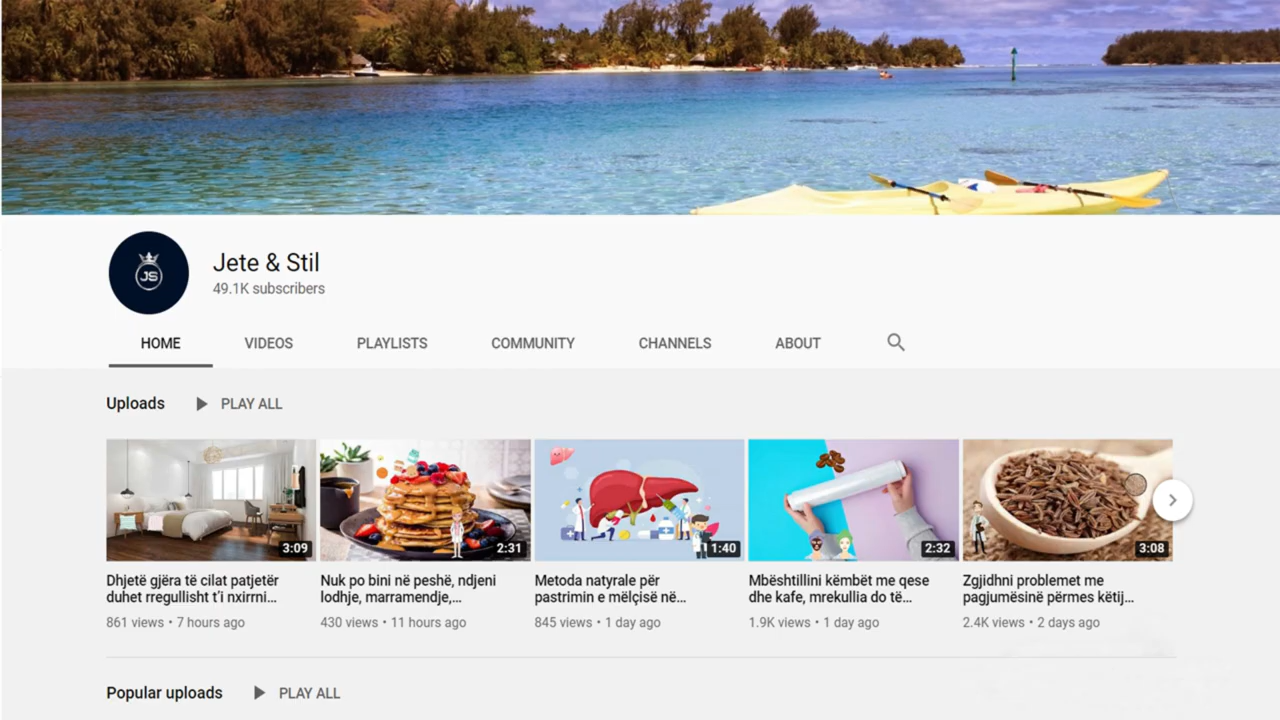 JS
Jete & Stil
49.1K subscribers
HOME VIDEOS PLAYLISTS COMMUNITY CHANNELS ABOUT
Uploads PLAY ALL
3:09 2:31 1:40 2:32 3:08
Dhjetë gjëra të cilat patjetër
duhet rregullisht t'i nxirrni...
861 views • 7 hours ago
Nuk po bini në peshë, ndjeni
lodhje, marramendje,...
430 views • 11 hours ago
Metoda natyrale për
pastrimin e mëlçisë në...
845 views • 1 day ago
Mbështillini këmbët me qese
dhe kafe, mrekullia do të...
1.9K views • 1 day ago
Zgjidhni problemet me
pagjumësinë përmes këtij...
2.4K views • 2 days ago
Popular uploads PLAY ALL